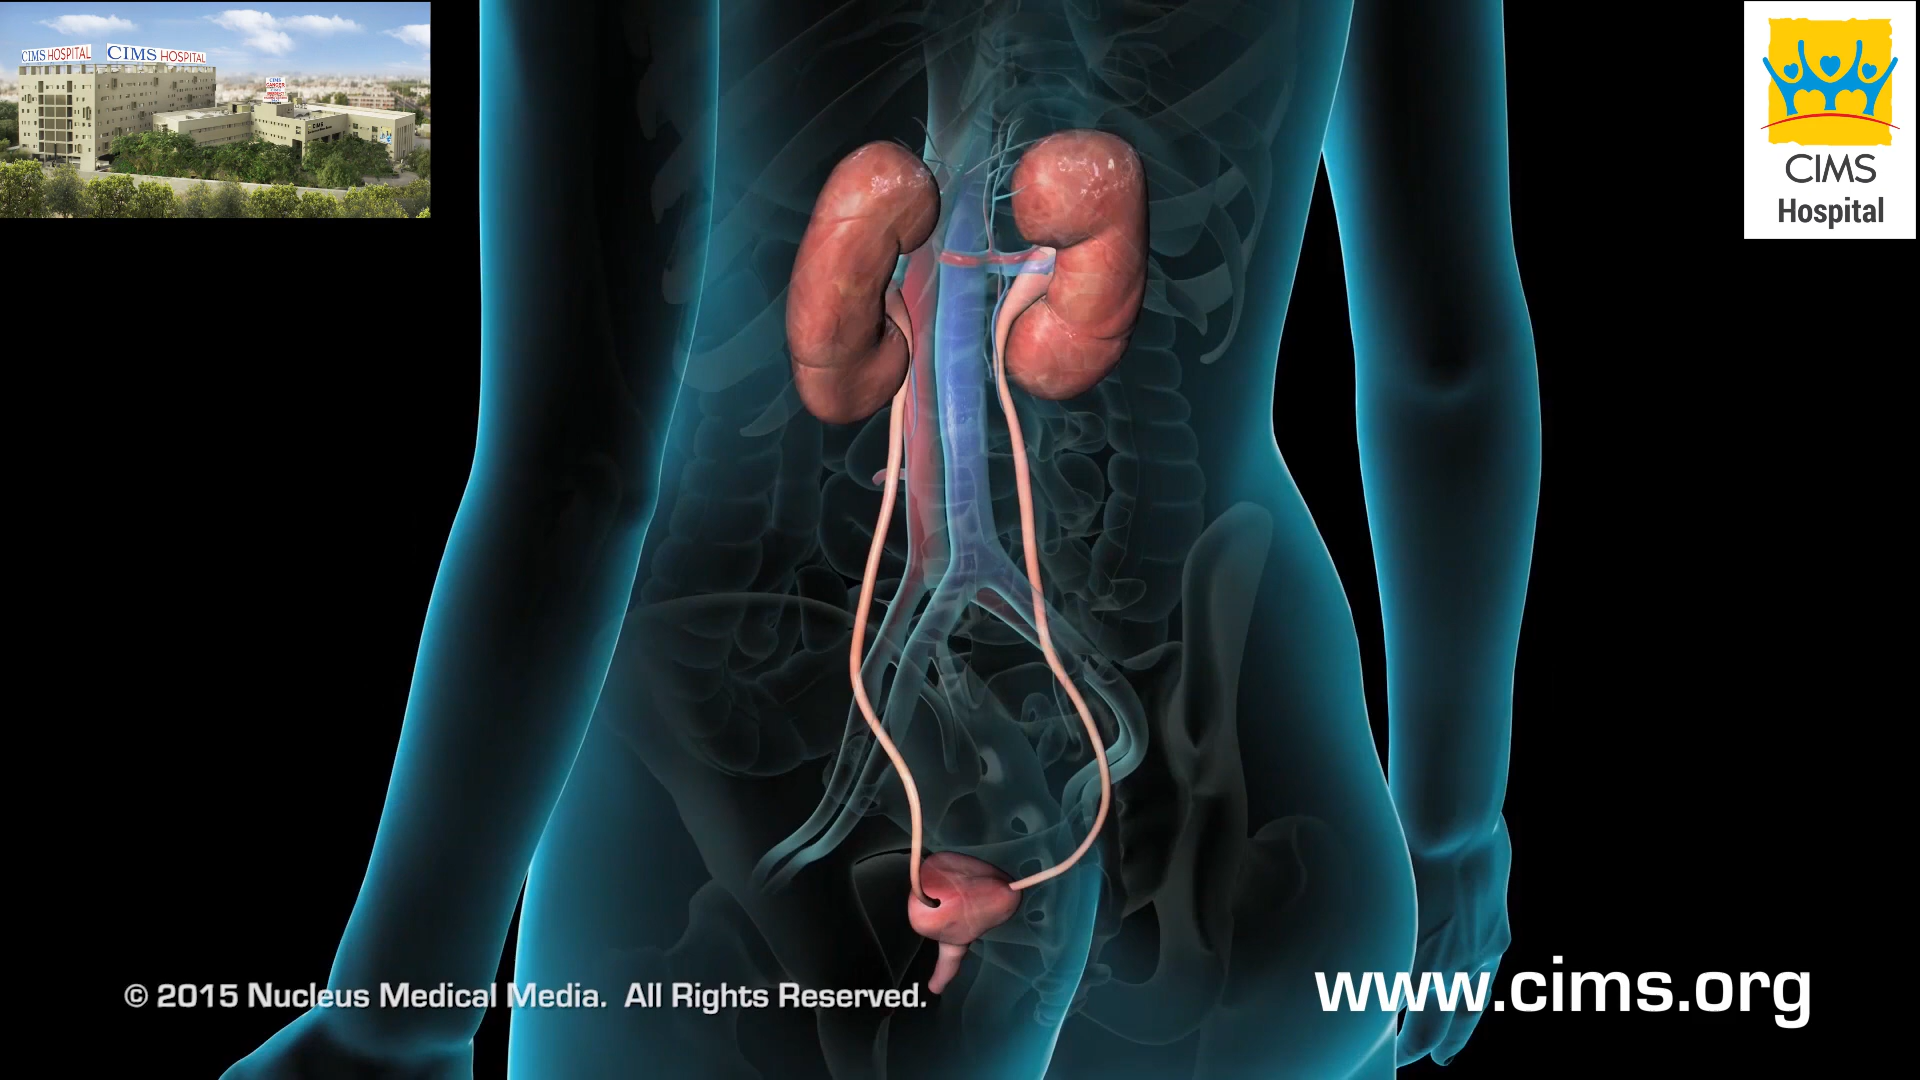 CIMS HOSPITAL CIMS HOSPITAL
CIMS
Hospital
© 2015 Nucleus Medical Media. All Rights Reserved.
www.cims.org